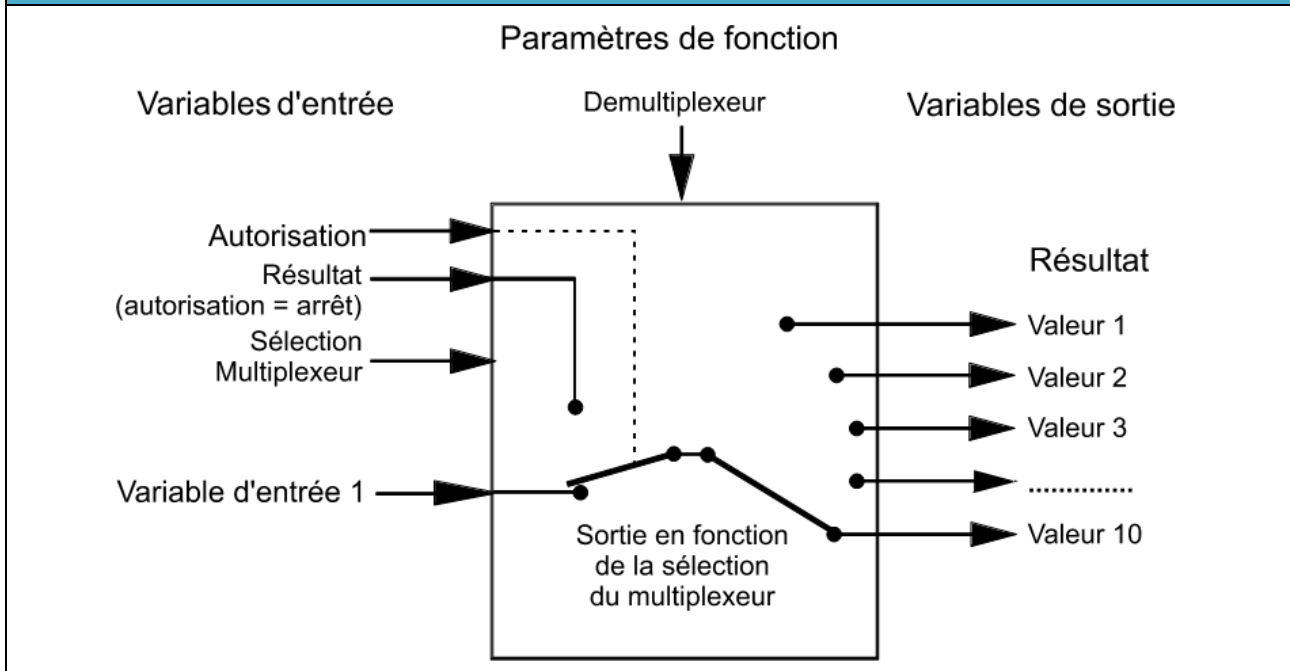 Paramètres de fonction
Variables d'entrée
Demultiplexeur
Variables de sortie
Autorisation
Résultat
(autorisation = arrêt)
Sélection
Multiplexeur
Variable d'entrée 1
Sortie en fonction
de la sélection
du multiplexeur
Résultat
Valeur 1
Valeur 2
Valeur 3
..............
Valeur 10